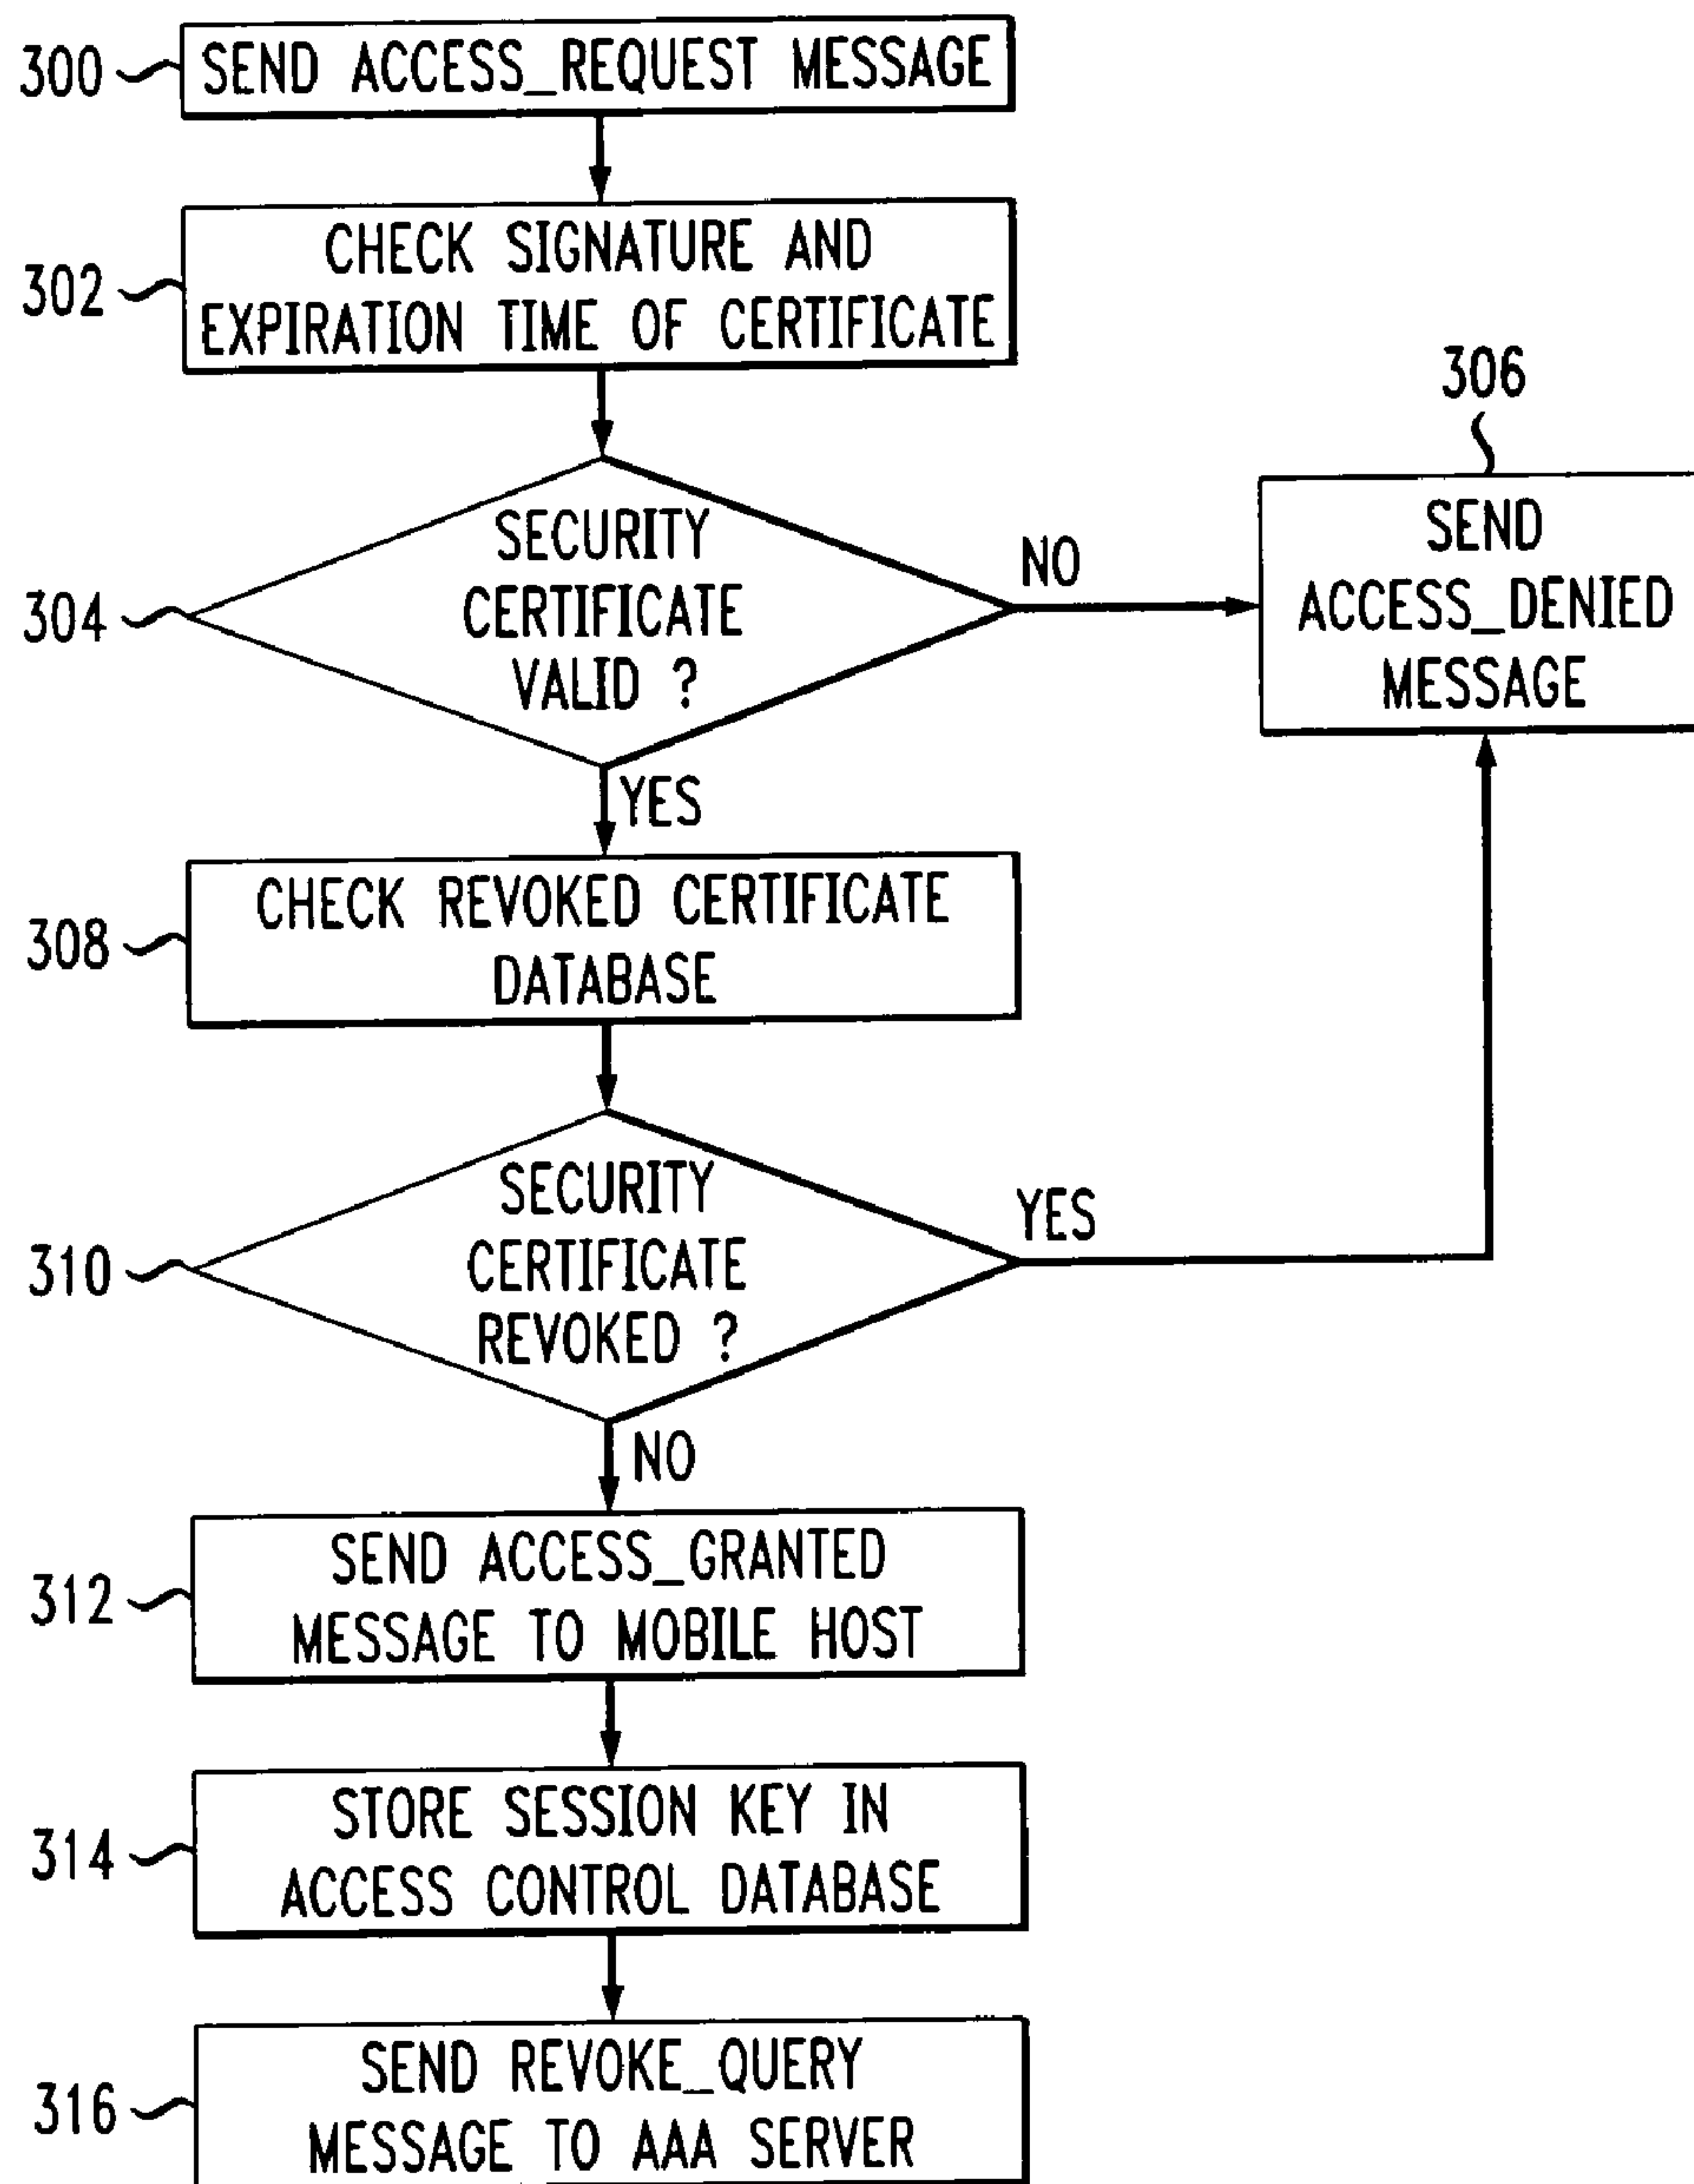 300
SEND ACCESS_REQUEST MESSAGE
302
CHECK SIGNATURE AND
EXPIRATION TIME OF CERTIFICATE
304
SECURITY
CERTIFICATE
VALID ?
NO
306
SEND
ACCESS_DENIED
MESSAGE
YES
308
CHECK REVOKED CERTIFICATE
DATABASE
310
SECURITY
CERTIFICATE
REVOKED ?
YES
NO
312
SEND ACCESS_GRANTED
MESSAGE TO MOBILE HOST
314
STORE SESSION KEY IN
ACCESS CONTROL DATABASE
316
SEND REVOKE_QUERY
MESSAGE TO AAA SERVER